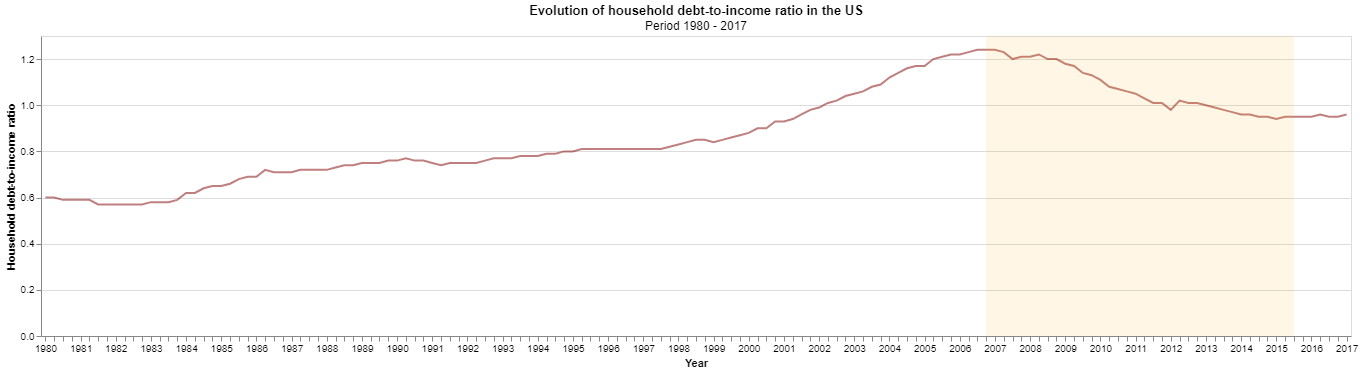 Evolution of household debt-to-income ratio in the US
Period 1980 - 2017
Household debt-to-income ratio
1.2
1.0
0.8
0.6
0.4
0.2
0.0
1980 1981 1982 1983 1984 1985 1986 1987 1988 1989 1990 1991 1992 1993 1994 1995 1996 1997 1998 1999 2000 2001 2002 2003 2004 2005 2006 2007 2008 2009 2010 2011 2012 2013 2014 2015 2016 2017
Year